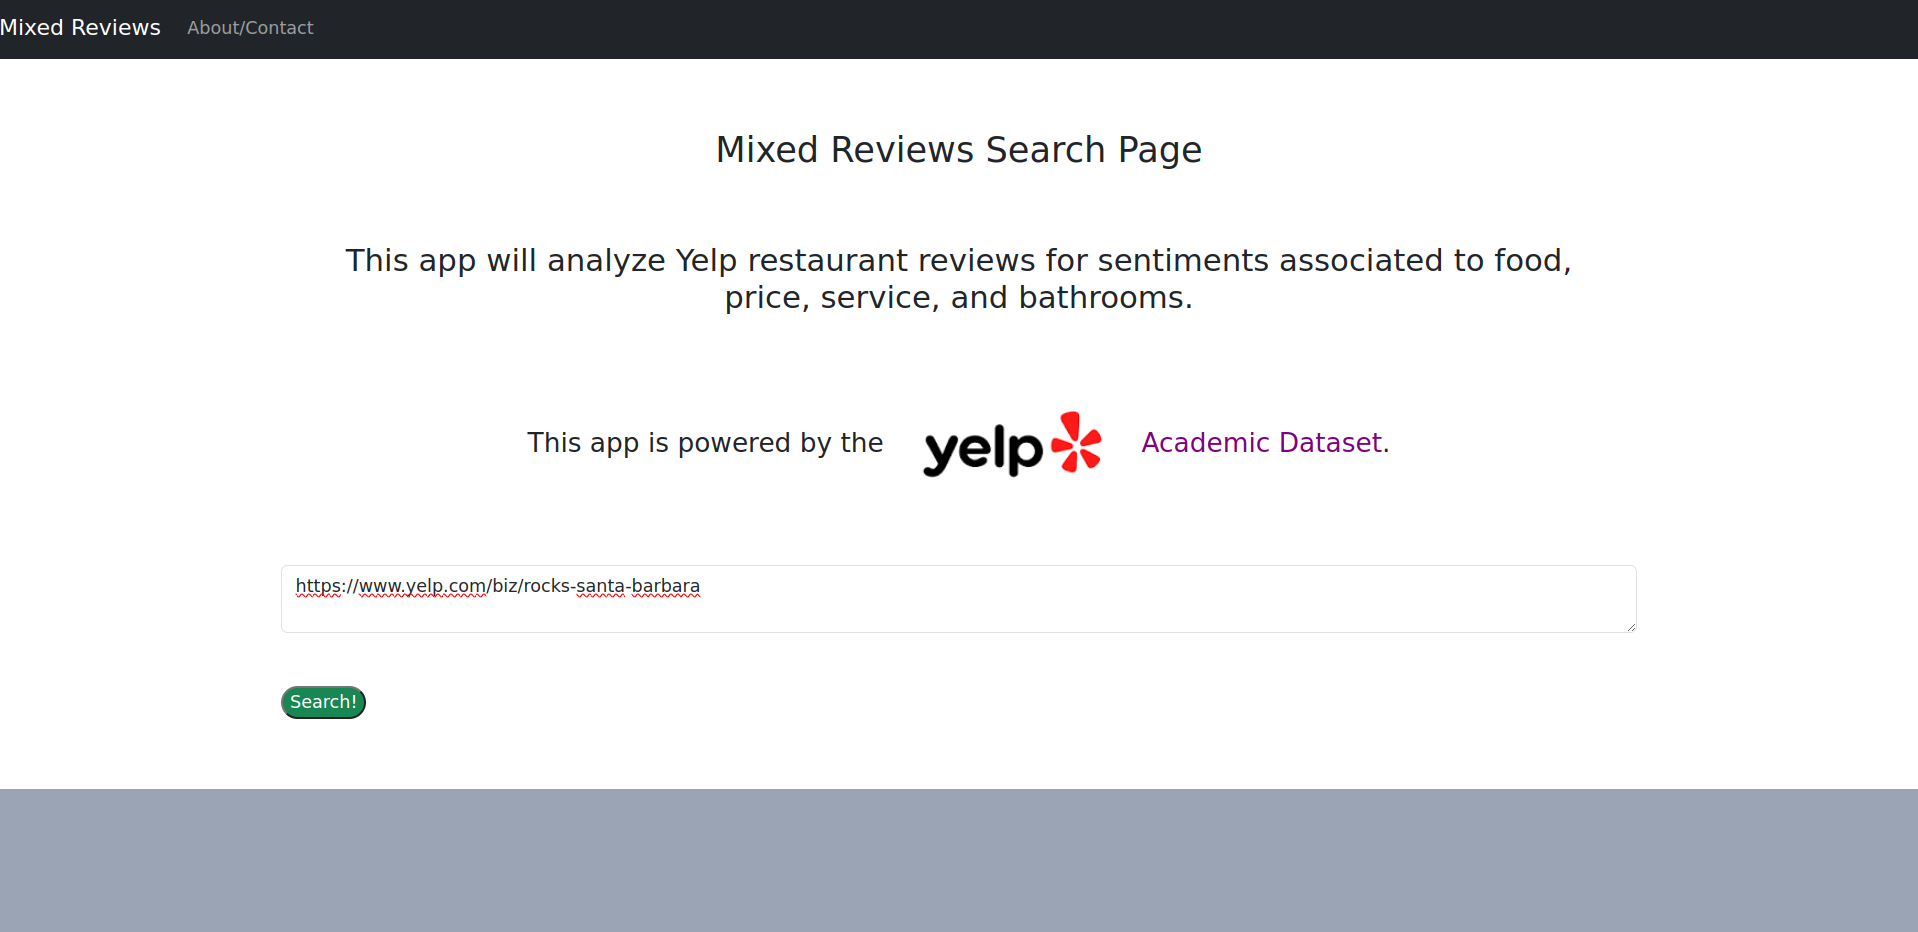 Mixed Reviews About/Contact
Mixed Reviews Search Page
This app will analyze Yelp restaurant reviews for sentiments associated to food,
price, service, and bathrooms.
This app is powered by the yelp Academic Dataset.
https://www.yelp.com/biz/rocks-santa-barbara
Search!